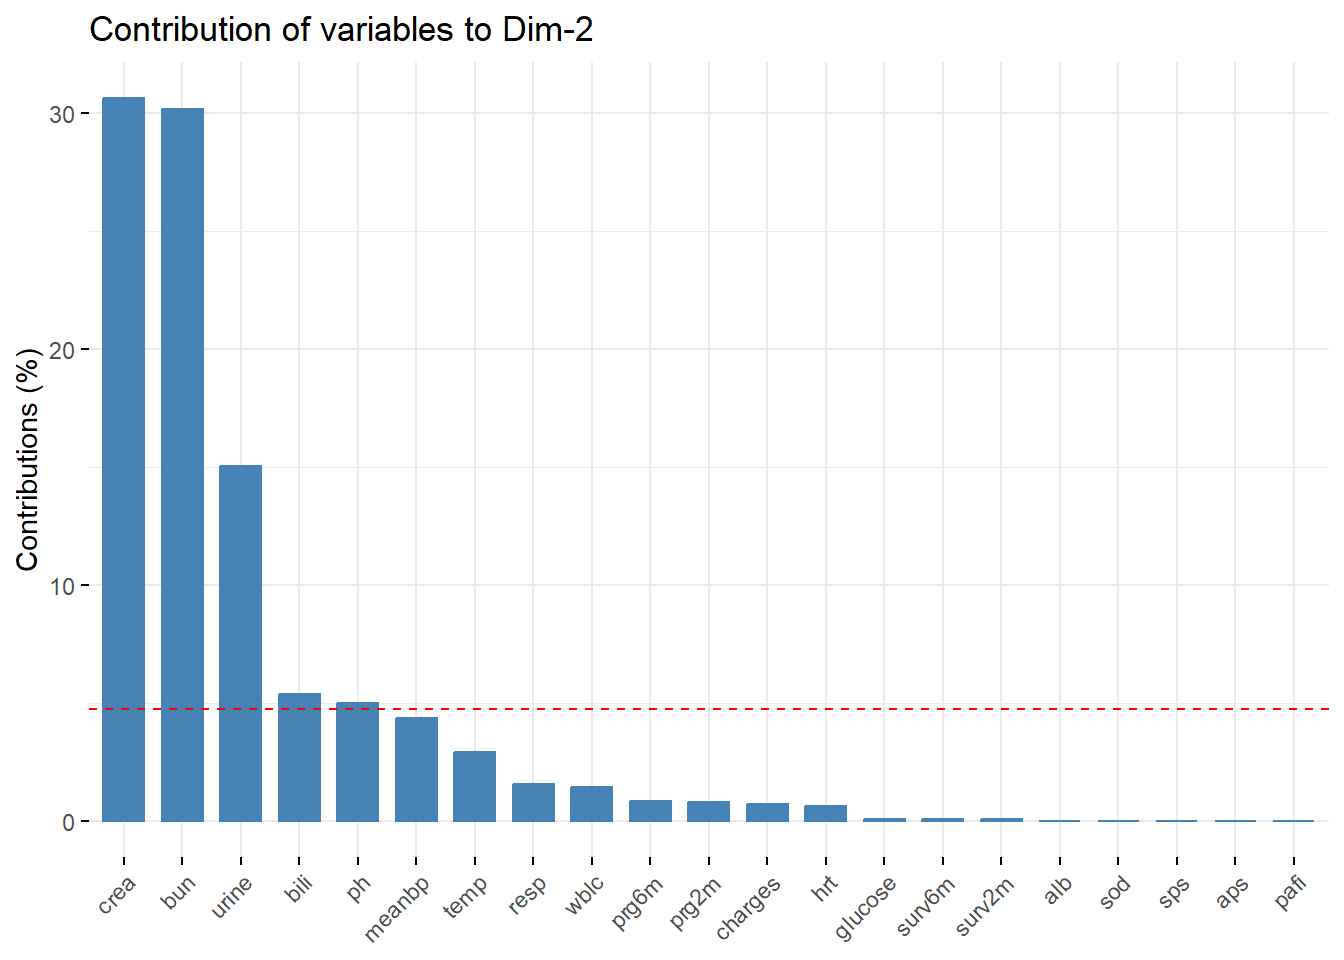 Contribution of variables to Dim-2
Contributions (%)
30
20
10
0
crea
bun
urine
bili
ph
meanbp
temp
resp
wblc
prg6m
prg2m
charges
hrt
glucose
surv6m
surv2m
alb
sod
sps
aps
pafi